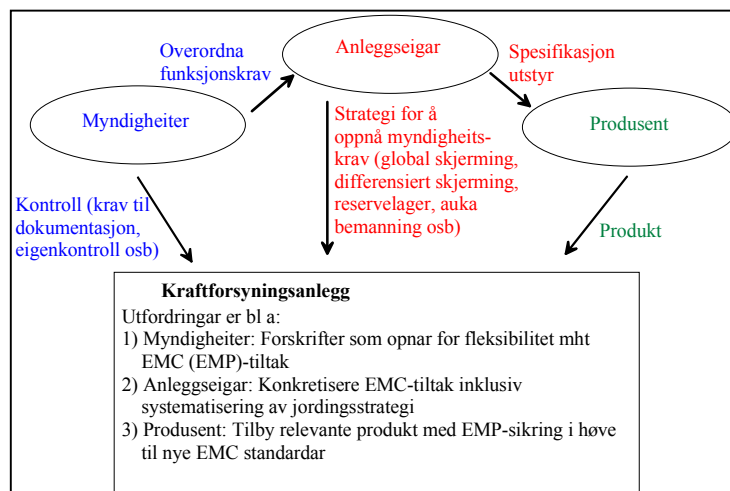 Overordna
funksjonskrav
Anleggseigar
Spesifikasjon
utstyr
Myndigheiter
Produsent
Strategi for å
oppnå myndigheits-
krav (global skjerming,
differensiert skjerming,
reservelager, auka
bemanning osb)
Kontroll (krav til
dokumentasjon,
eigenkontroll osb)
Produkt
Kraftforsyningsanlegg
Utfordringar er bl a:
1) Myndigheiter: Forskrifter som opnar for fleksibilitet mht
EMC (EMP)-tiltak
2) Anleggseigar: Konkretisere EMC-tiltak inklusiv
systematisering av jordingsstrategi
3) Produsent: Tilby relevante produkt med EMP-sikring i høve
til nye EMC standardar